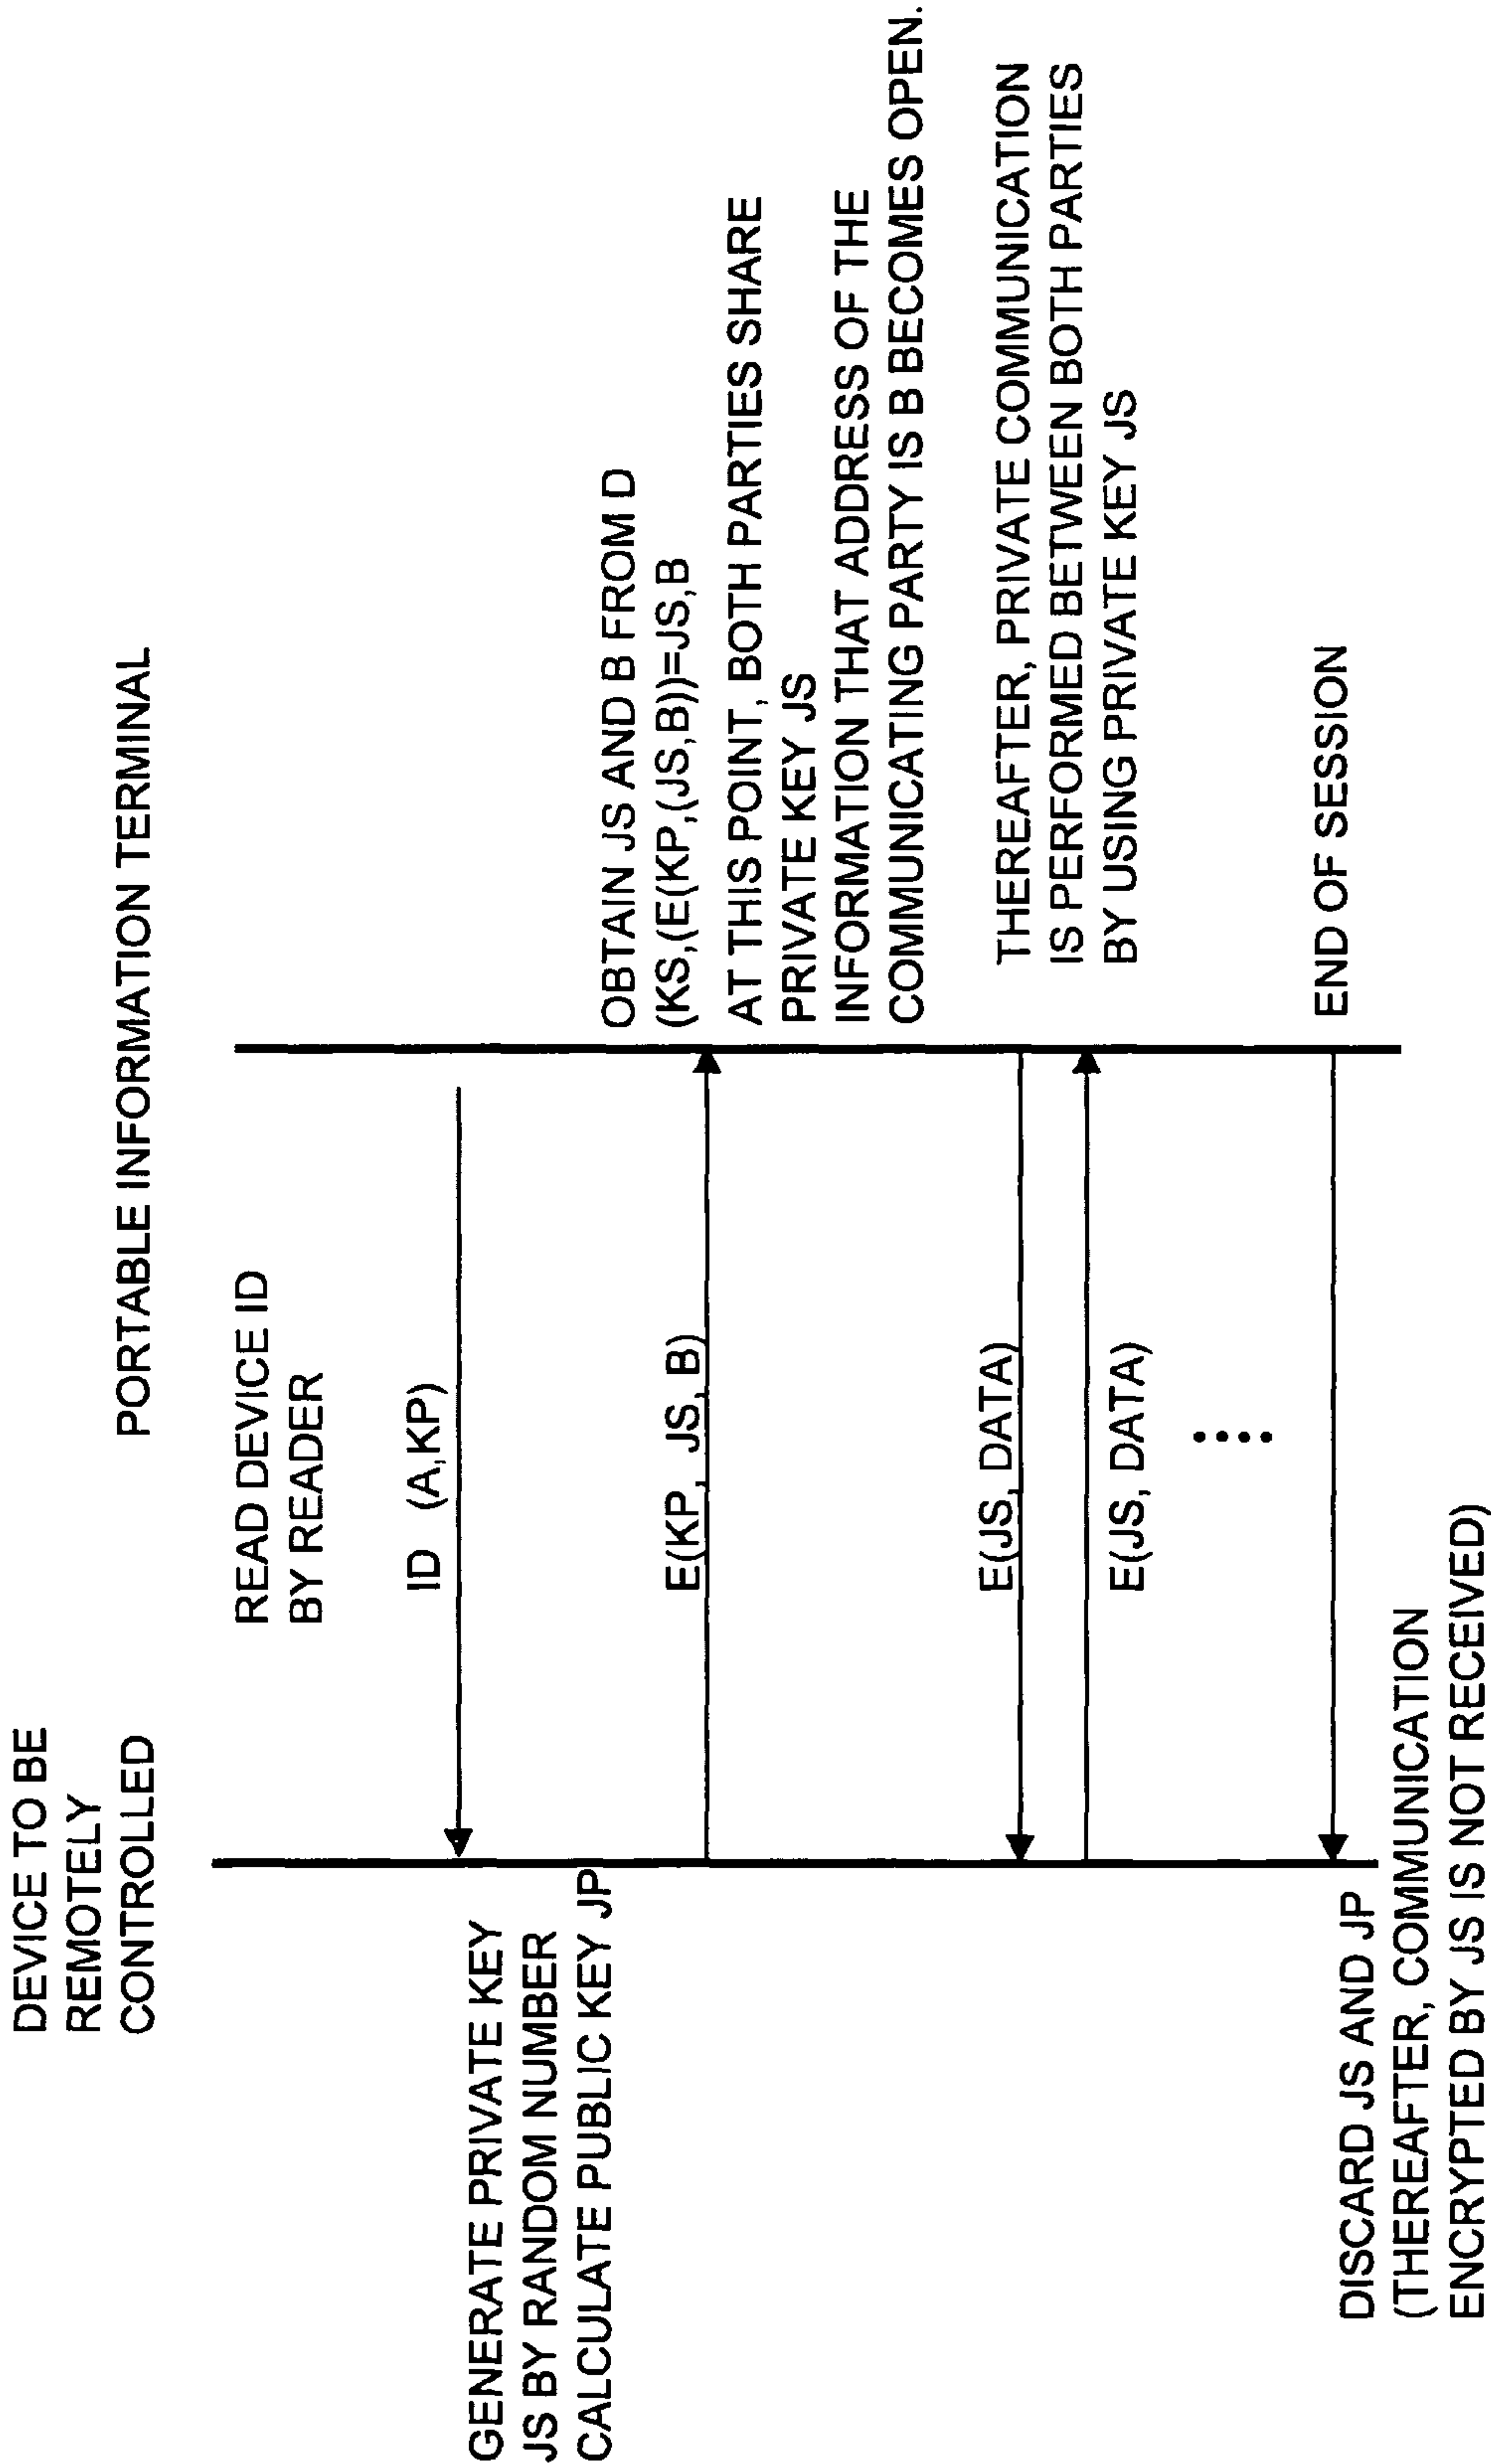 DEVICE TO BE
REMOTELY
CONTROLLED
PORTABLE INFORMATION TERMINAL
READ DEVICE ID
BY READER
ID (A,KP)
GENERATE PRIVATE KEY
JS BY RANDOM NUMBER
CALCULATE PUBLIC KEY JP
E(KP, JS, B)
OBTAIN JS AND B FROM D
(KS,(E(KP,(JS,B)))=JS,B
AT THIS POINT, BOTH PARTIES SHARE
PRIVATE KEY JS
INFORMATION THAT ADDRESS OF THE
COMMUNICATING PARTY IS B BECOMES OPEN.
E(JS, DATA)
E(JS, DATA)
THEREAFTER, PRIVATE COMMUNICATION
IS PERFORMED BETWEEN BOTH PARTIES
BY USING PRIVATE KEY JS
....
END OF SESSION
DISCARD JS AND JP
(THEREAFTER, COMMUNICATION
ENCRYPTED BY JS IS NOT RECEIVED)